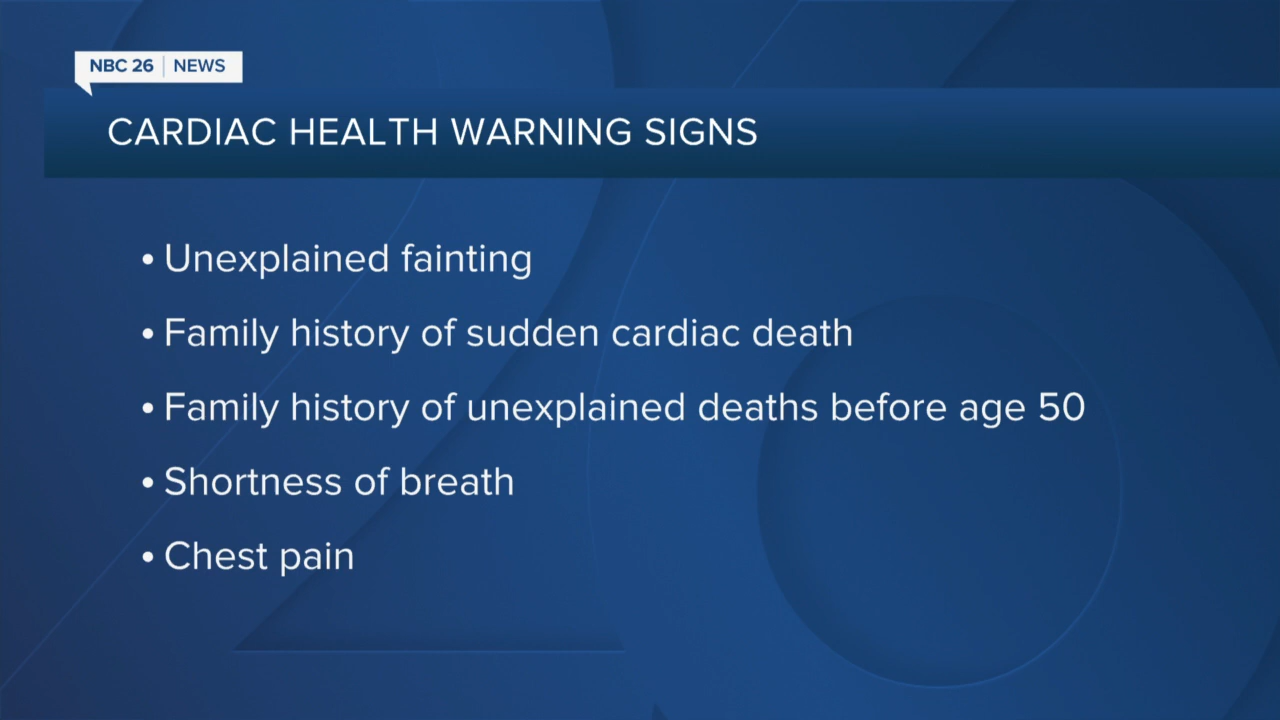 NBC 26 | NEWS
CARDIAC HEALTH WARNING SIGNS
• Unexplained fainting
• Family history of sudden cardiac death
• Family history of unexplained deaths before age 50
• Shortness of breath
• Chest pain